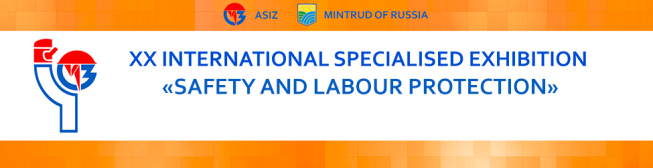 ASIZ MINTRUD OF RUSSIA
XX INTERNATIONAL SPECIALISED EXHIBITION
«SAFETY AND LABOUR PROTECTION»